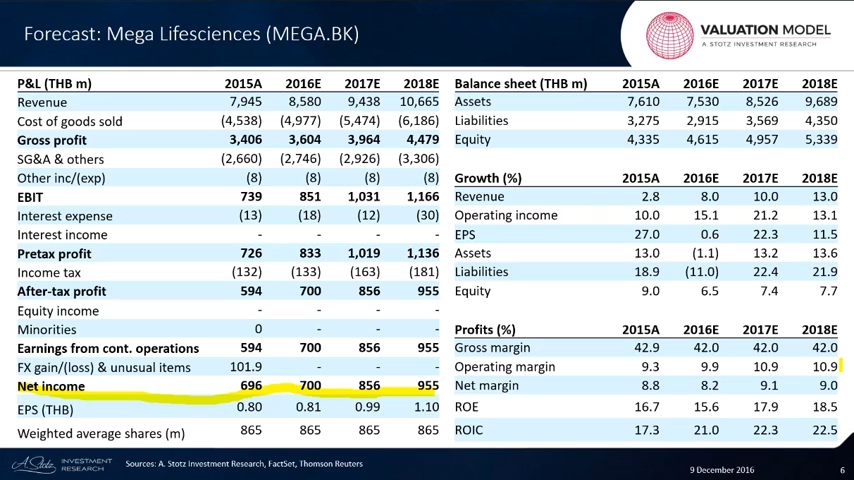 Forecast: Mega Lifesciences (MEGA.BK)
VALUATION MODEL
A. STOTZ INVESTMENT RESEARCH
P&L (THB m) 2015A 2016E 2017E 2018E
Revenue 7,945 8,580 9,438 10,665
Cost of goods sold (4,538) (4,977) (5,474) (6,186)
Gross profit 3,406 3,604 3,964 4,479
SG&A & others (2,660) (2,746) (2,926) (3,306)
Other inc/(exp) (8) (8) (8) (8)
EBIT 739 851 1,031 1,166
Interest expense (13) (18) (12) (30)
Interest income - - - -
Pretax profit 726 833 1,019 1,136
Income tax (132) (133) (163) (181)
After-tax profit 594 700 856 955
Equity income - - - -
Minorities 0 - - -
Earnings from cont. operations 594 700 856 955
FX gain/(loss) & unusual items 101.9 - - -
Net income 696 700 856 955
EPS (THB) 0.80 0.81 0.99 1.10
Weighted average shares (m) 865 865 865 865
Balance sheet (THB m) 2015A 2016E 2017E 2018E
Assets 7,610 7,530 8,526 9,689
Liabilities 3,275 2,915 3,569 4,350
Equity 4,335 4,615 4,957 5,339
Growth (%) 2015A 2016E 2017E 2018E
Revenue 2.8 8.0 10.0 13.0
Operating income 10.0 15.1 21.2 13.1
EPS 27.0 0.6 22.3 11.5
Assets 13.0 (1.1) 13.2 13.6
Liabilities 18.9 (11.0) 22.4 21.9
Equity 9.0 6.5 7.4 7.7
Profits (%) 2015A 2016E 2017E 2018E
Gross margin 42.9 42.0 42.0 42.0
Operating margin 9.3 9.9 10.9 10.9
Net margin 8.8 8.2 9.1 9.0
ROE 16.7 15.6 17.9 18.5
ROIC 17.3 21.0 22.3 22.5
A. Stotz INVESTMENT RESEARCH
Sources: A. Stotz Investment Research, FactSet, Thomson Reuters
9 December 2016
6